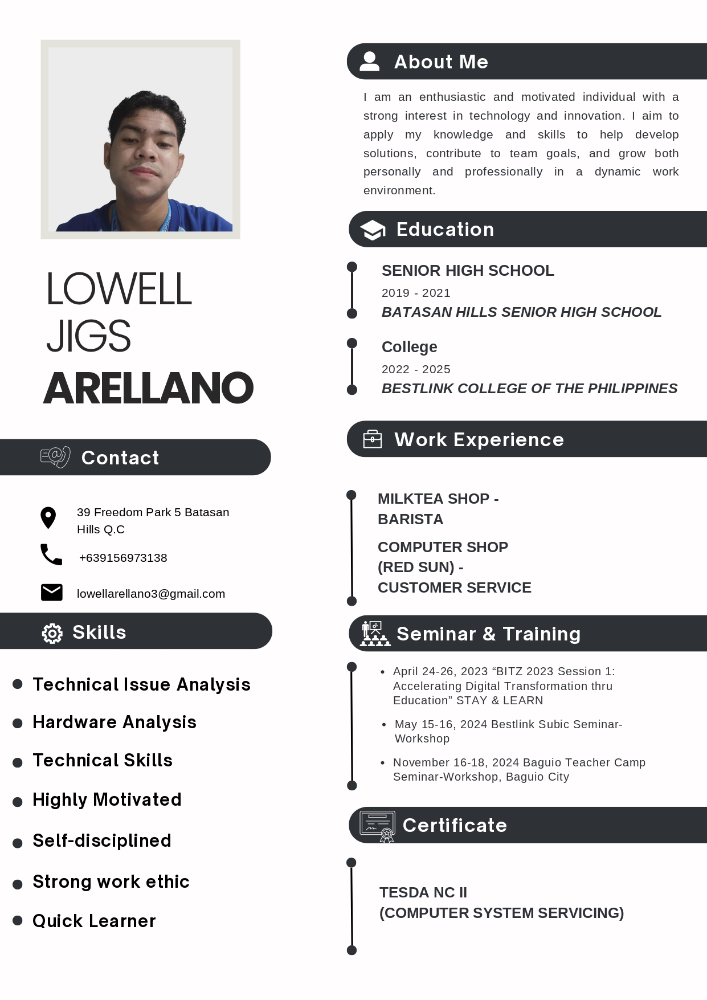 LOWELL
JIGS
ARELLANO
Contact
39 Freedom Park 5 Batasan
Hills Q.C
+639156973138
lowellarellano3@gmail.com
Skills
Technical Issue Analysis
Hardware Analysis
Technical Skills
Highly Motivated
Self-disciplined
Strong work ethic
Quick Learner
About Me
I am an enthusiastic and motivated individual with a
strong interest in technology and innovation. I aim to
apply my knowledge and skills to help develop
solutions, contribute to team goals, and grow both
personally and professionally in a dynamic work
environment.
Education
SENIOR HIGH SCHOOL
2019 - 2021
BATASAN HILLS SENIOR HIGH SCHOOL
College
2022 - 2025
BESTLINK COLLEGE OF THE PHILIPPINES
Work Experience
MILKTEA SHOP -
BARISTA
COMPUTER SHOP
(RED SUN) -
CUSTOMER SERVICE
Seminar & Training
• April 24-26, 2023 “BITZ 2023 Session 1:
Accelerating Digital Transformation thru
Education” STAY & LEARN
• May 15-16, 2024 Bestlink Subic Seminar-
Workshop
• November 16-18, 2024 Baguio Teacher Camp
Seminar-Workshop, Baguio City
Certificate
TESDA NC II
(COMPUTER SYSTEM SERVICING)